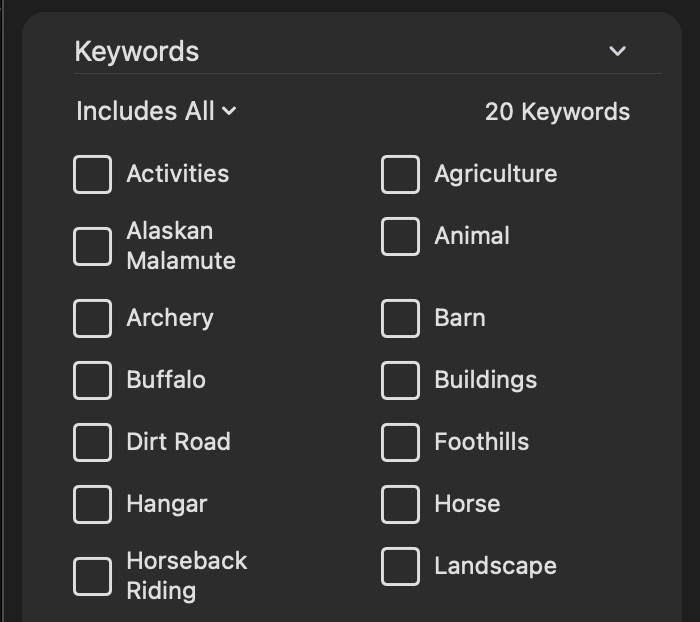 Keywords
Includes All
20 Keywords
Activities
Agriculture
Alaskan
Malamute
Animal
Archery
Barn
Buffalo
Buildings
Dirt Road
Foothills
Hangar
Horse
Horseback
Riding
Landscape